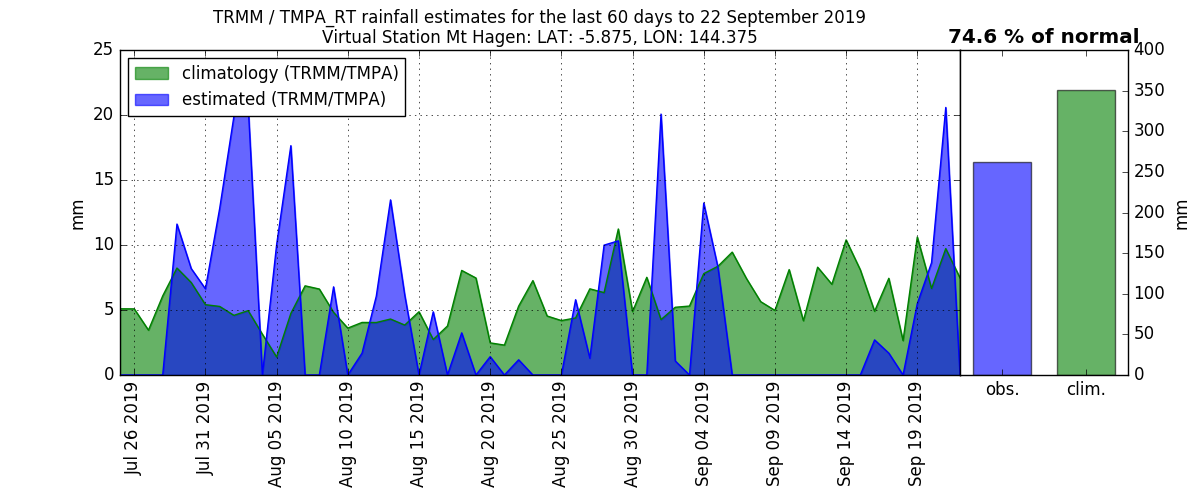 TRMM / TMPA_RT rainfall estimates for the last 60 days to 22 September 2019
Virtual Station Mt Hagen: LAT: -5.875, LON: 144.375
74.6 % of normal
climatology (TRMM/TMPA)
estimated (TRMM/TMPA)
25
20
15
10
5
0
mm
Jul 26 2019
Jul 31 2019
Aug 05 2019
Aug 10 2019
Aug 15 2019
Aug 20 2019
Aug 25 2019
Aug 30 2019
Sep 04 2019
Sep 09 2019
Sep 14 2019
Sep 19 2019
obs.
clim.
400
350
300
250
200
150
100
50
0
mm